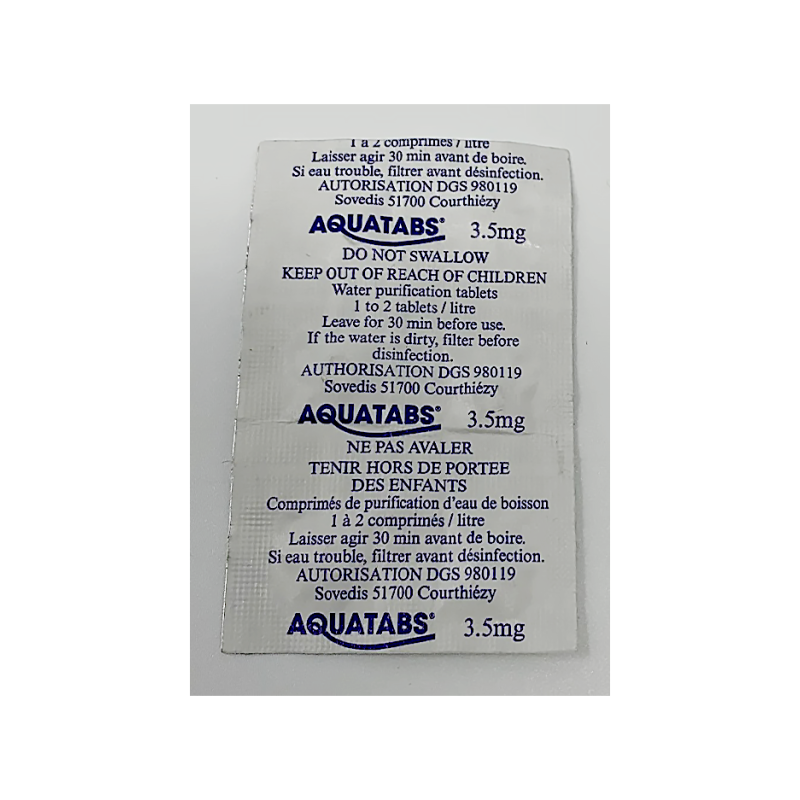 1 à 2 comprimés / litre
Laisser agir 30 min avant de boire.
Si eau trouble, filtrer avant désinfection.
AUTORISATION DGS 980119
Sovedis 51700 Courthiézy
AQUATABS® 3.5mg
DO NOT SWALLOW
KEEP OUT OF REACH OF CHILDREN
Water purification tablets
1 to 2 tablets / litre
Leave for 30 min before use.
If the water is dirty, filter before
disinfection.
AUTHORISATION DGS 980119
Sovedis 51700 Courthiézy
AQUATABS® 3.5mg
NE PAS AVALER
TENIR HORS DE PORTEE
DES ENFANTS
Comprimés de purification d'eau de boisson
1 à 2 comprimés / litre
Laisser agir 30 min avant de boire.
Si eau trouble, filtrer avant désinfection.
AUTORISATION DGS 980119
Sovedis 51700 Courthiézy
AQUATABS® 3.5mg